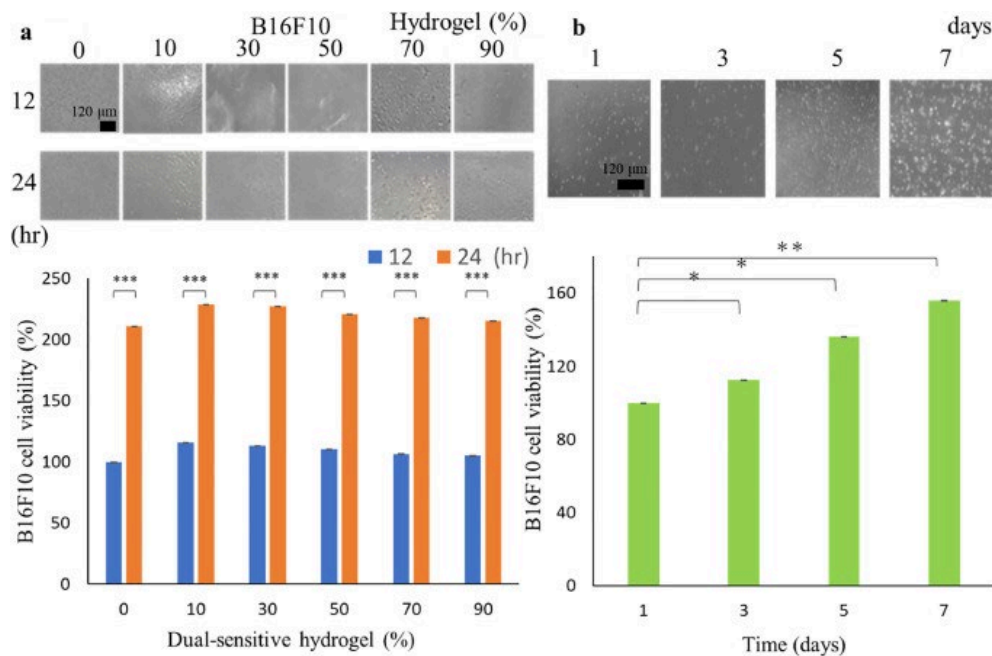 a B16F10 Hydrogel (%)
0 10 30 50 70 90
12
120 μm
24
(hr)
12 24 (hr)
*** *** *** *** *** ***
250
200
150
100
50
0
0 10 30 50 70 90
B16F10 cell viability (%)
Dual-sensitive hydrogel (%)
b days
1 3 5 7
120 μm
**
*
*
160
120
80
40
0
1 3 5 7
B16F10 cell viability (%)
Time (days)